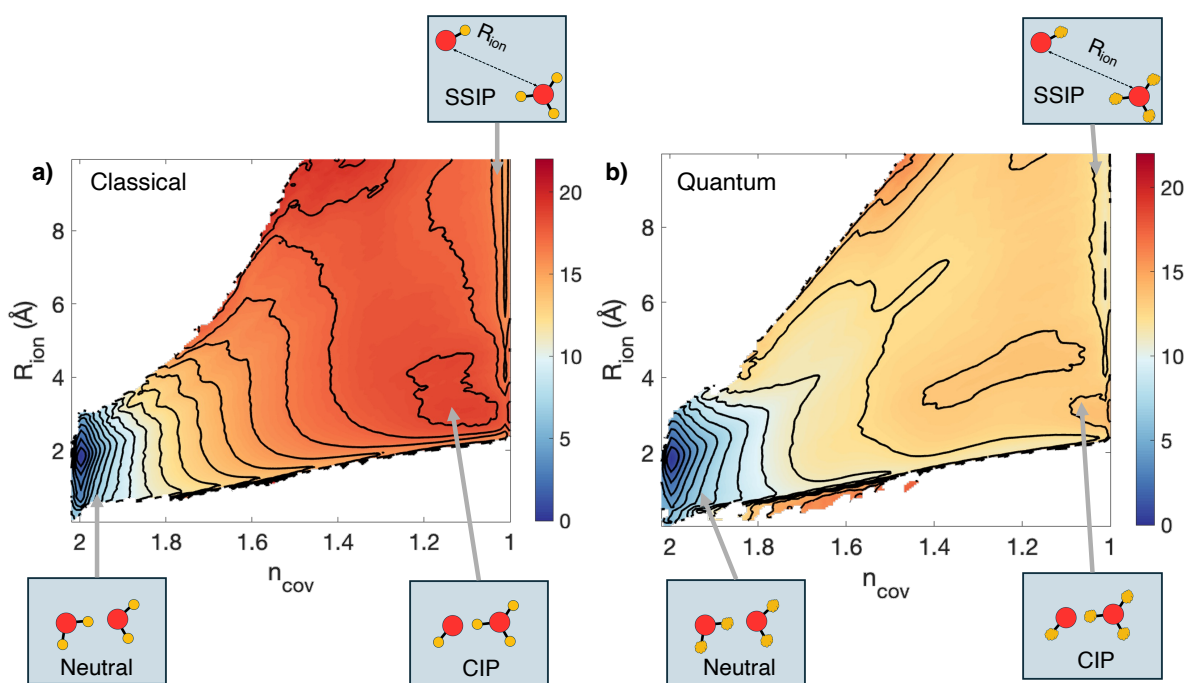 R_ion
SSIP
R_ion
SSIP
a)
Classical
20
15
10
5
0
8
6
4
2
R_ion (Å)
2
1.8
1.6
1.4
1.2
1
n_cov
b)
Quantum
20
15
10
5
0
8
6
4
2
R_ion (Å)
2
1.8
1.6
1.4
1.2
1
n_cov
Neutral
CIP
Neutral
CIP